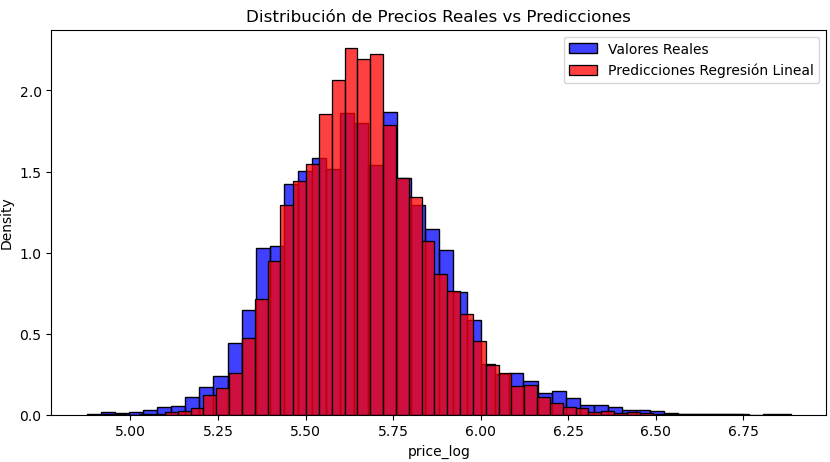 Distribución de Precios Reales vs Predicciones
Valores Reales
Predicciones Regresión Lineal
Density
2.0
1.5
1.0
0.5
0.0
5.00 5.25 5.50 5.75 6.00 6.25 6.50 6.75
price_log